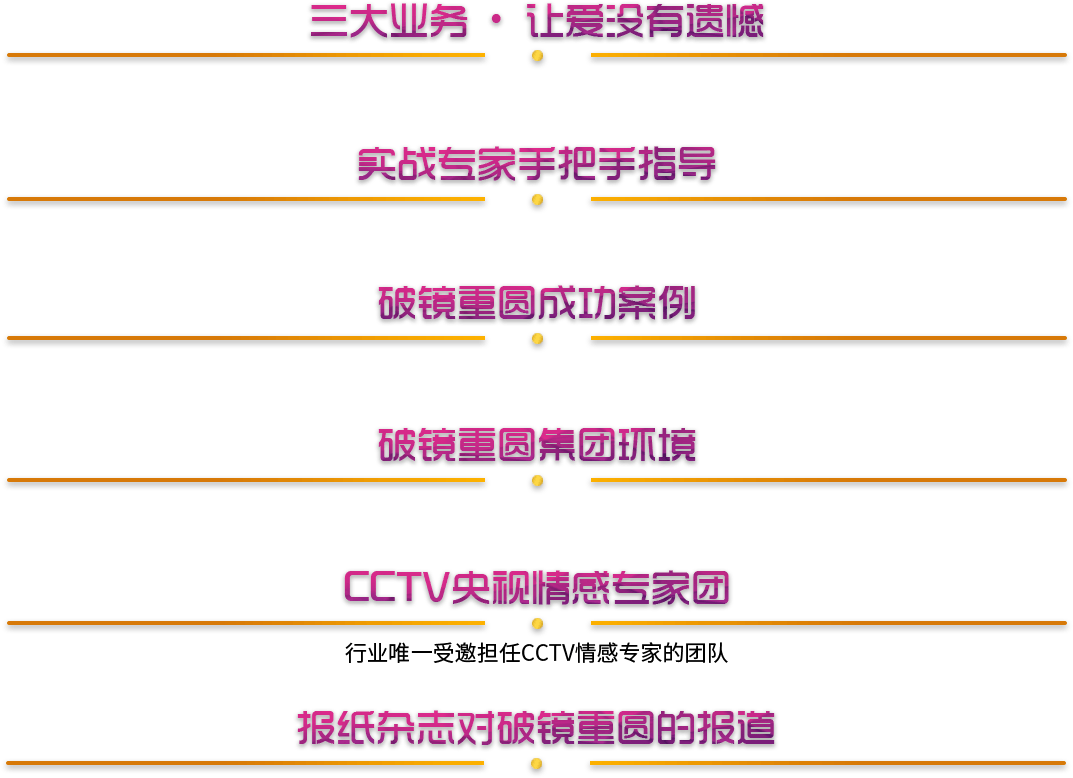 三大业务 · 让爱没有遗憾
实战专家手把手指导
破镜重圆成功案例
破镜重圆集团环境
CCTV央视情感专家团
行业唯一受邀担任CCTV情感专家的团队
报纸杂志对破镜重圆的报道